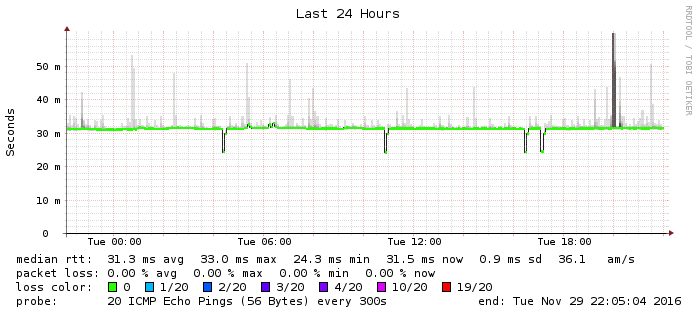 Last 24 Hours
RRDTOOL / TOBI OETIKER
Seconds
50 m
40 m
30 m
20 m
10 m
0
Tue 00:00 Tue 06:00 Tue 12:00 Tue 18:00
median rtt: 31.3 ms avg 33.0 ms max 24.3 ms min 31.5 ms now 0.9 ms sd 36.1 am/s
packet loss: 0.00 % avg 0.00 % max 0.00 % min 0.00 % now
loss color: 0 1/20 2/20 3/20 4/20 10/20 19/20
probe: 20 ICMP Echo Pings (56 Bytes) every 300s end: Tue Nov 29 22:05:04 2016